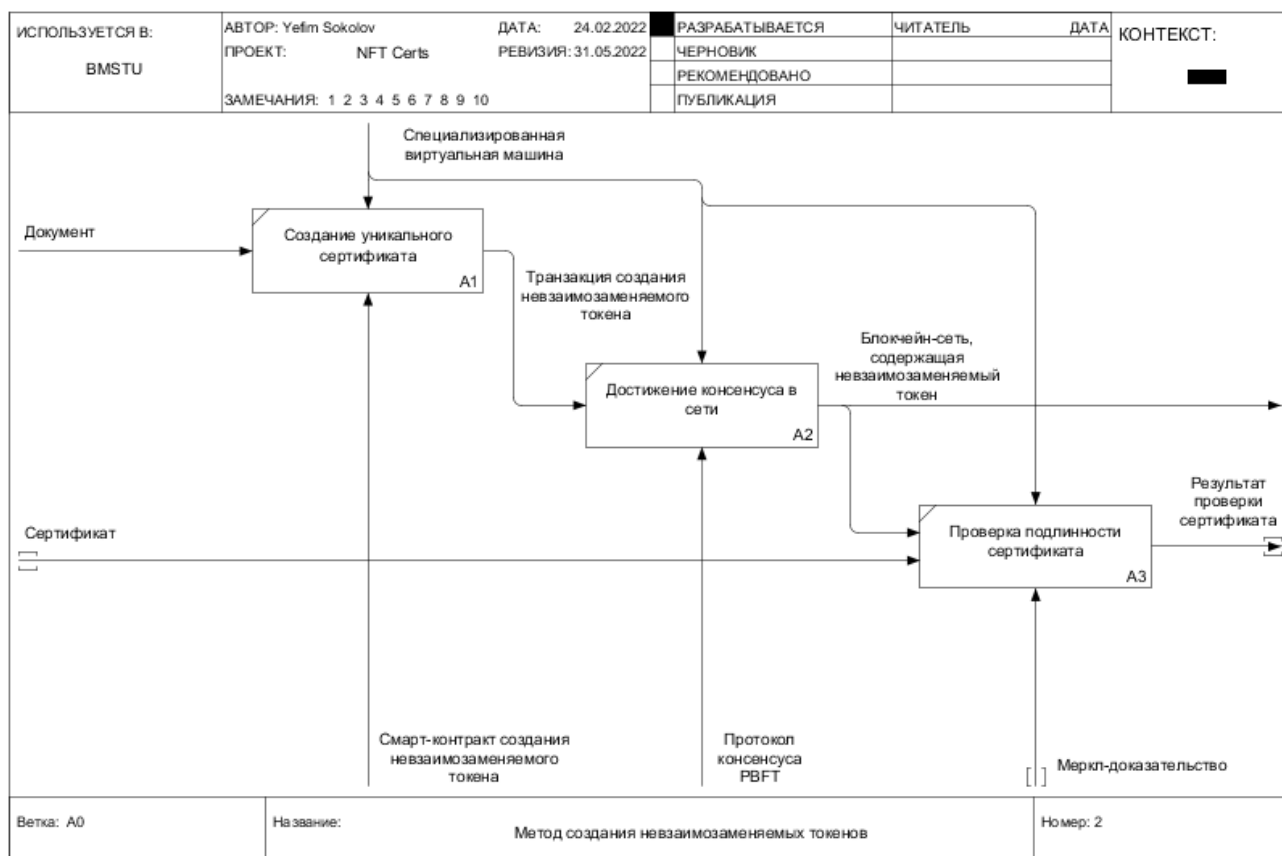 ИСПОЛЬЗУЕТСЯ В:
BMSTU
АВТОР: Yefim Sokolov
ДАТА: 24.02.2022
ПРОЕКТ: NFT Certs
РЕВИЗИЯ: 31.05.2022
ЗАМЕЧАНИЯ: 1 2 3 4 5 6 7 8 9 10
РАЗРАБАТЫВАЕТСЯ
ЧЕРНОВИК
РЕКОМЕНДОВАНО
ПУБЛИКАЦИЯ
ЧИТАТЕЛЬ
ДАТА
КОНТЕКСТ:
Специализированная
виртуальная машина
Документ
Создание уникального
сертификата
A1
Транзакция создания
невзаимозаменяемого
токена
Блокчейн-сеть,
содержащая
невзаимозаменяемый
токен
Достижение консенсуса в
сети
A2
Сертификат
Результат
проверки
сертификата
Проверка подлинности
сертификата
A3
Смарт-контракт создания
невзаимозаменяемого
токена
Протокол
консенсуса
PBFT
Меркл-доказательство
Ветка: A0
Название:
Метод создания невзаимозаменяемых токенов
Номер: 2